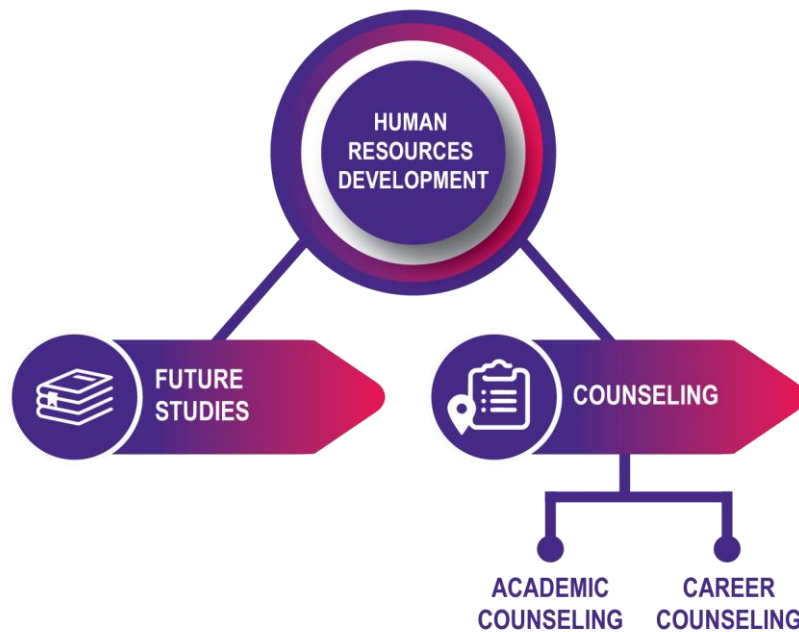 HUMAN
RESOURCES
DEVELOPMENT
FUTURE
STUDIES
COUNSELING
ACADEMIC
COUNSELING
CAREER
COUNSELING